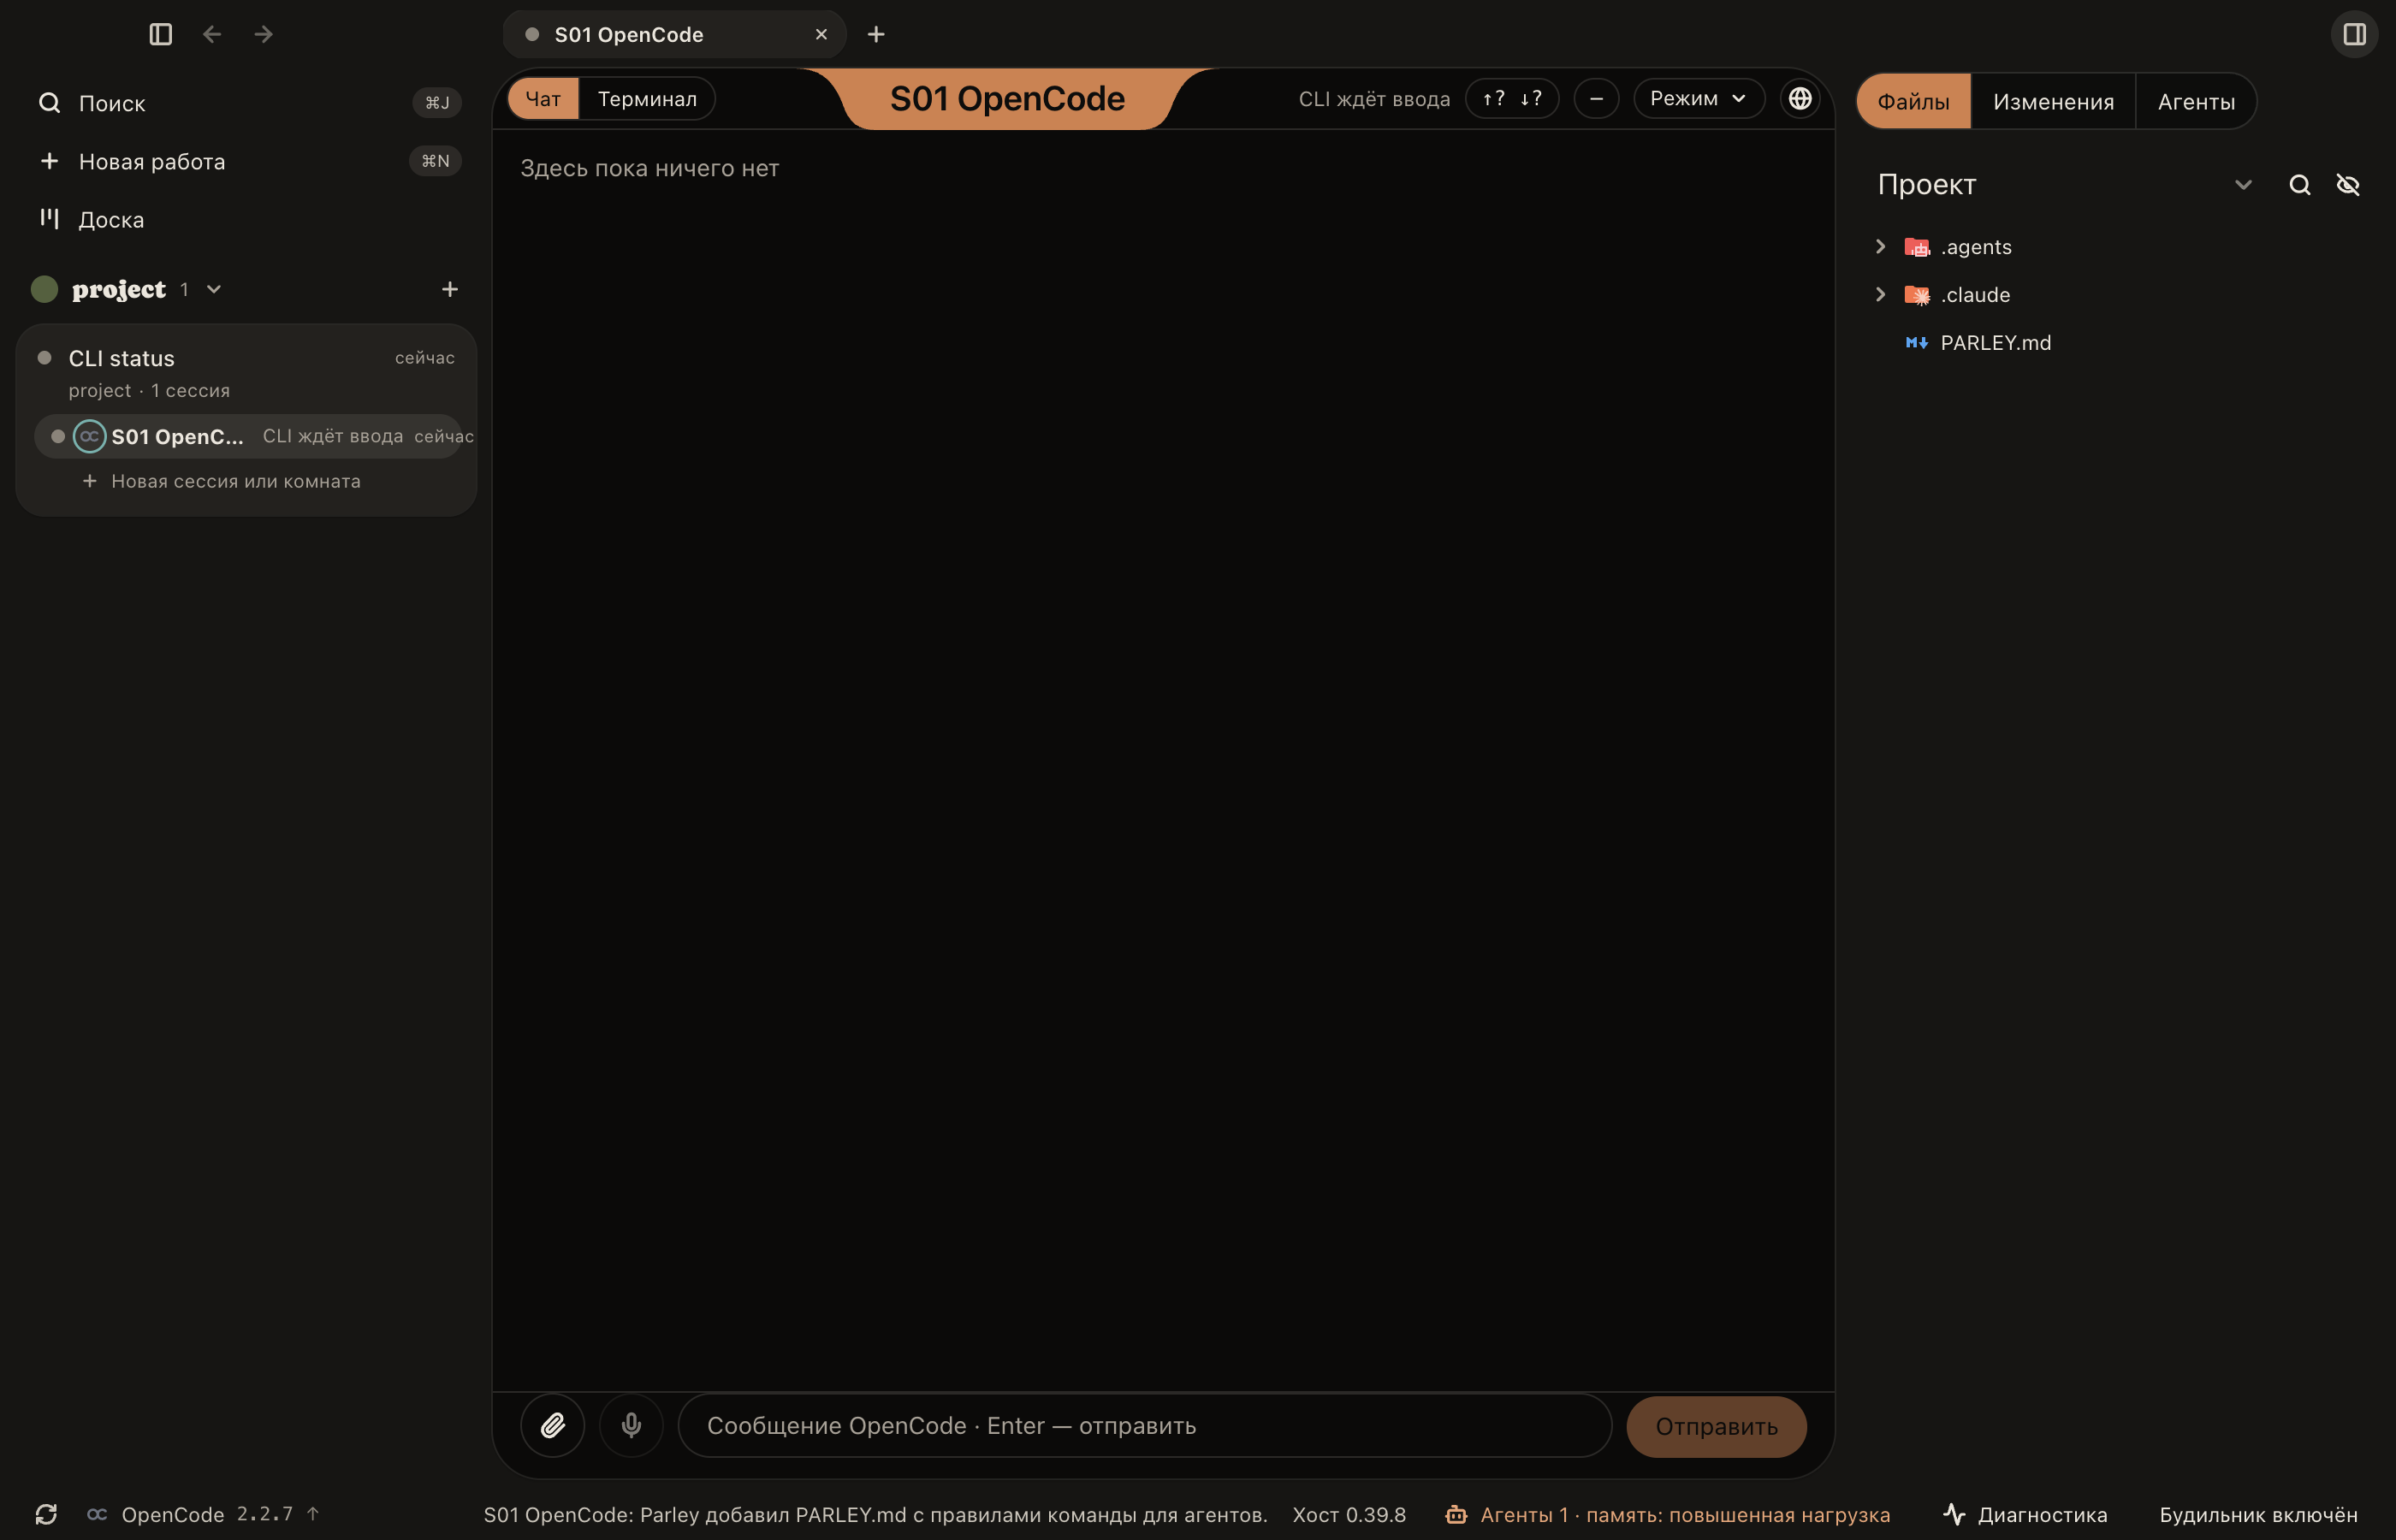 S01 OpenCode
Поиск ⌘J
Новая работа ⌘N
Доска
project 1
CLI status сейчас
project · 1 сессия
S01 OpenC... CLI ждёт ввода сейчас
Новая сессия или комната
Чат Терминал
S01 OpenCode
CLI ждёт ввода ↑? ↓? – Режим
Здесь пока ничего нет
Сообщение OpenCode · Enter — отправить
Отправить
Файлы Изменения Агенты
Проект
.agents
.claude
PARLEY.md
OpenCode 2.2.7 ↑
S01 OpenCode: Parley добавил PARLEY.md с правилами команды для агентов.
Хост 0.39.8
Агенты 1 · память: повышенная нагрузка
Диагностика
Будильник включён